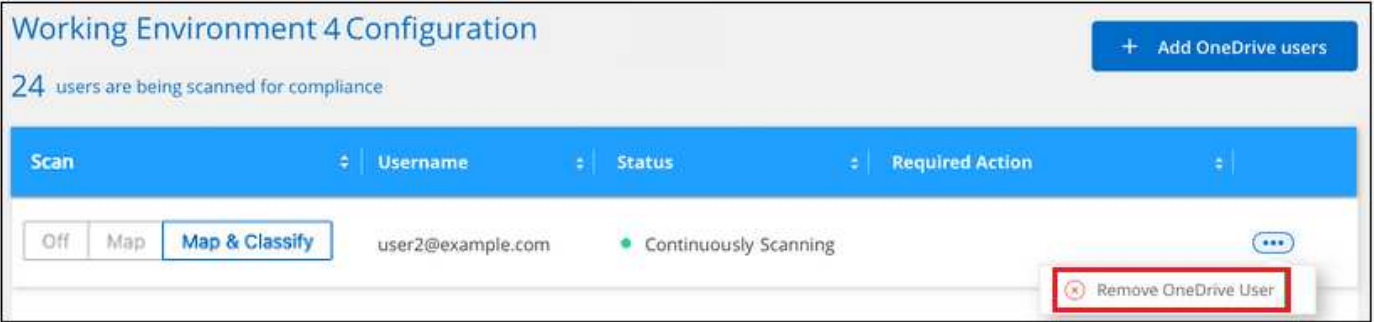 Working Environment 4 Configuration
+ Add OneDrive users
24 users are being scanned for compliance
Scan Username Status Required Action
Off Map Map & Classify user2@example.com Continuously Scanning
Remove OneDrive User